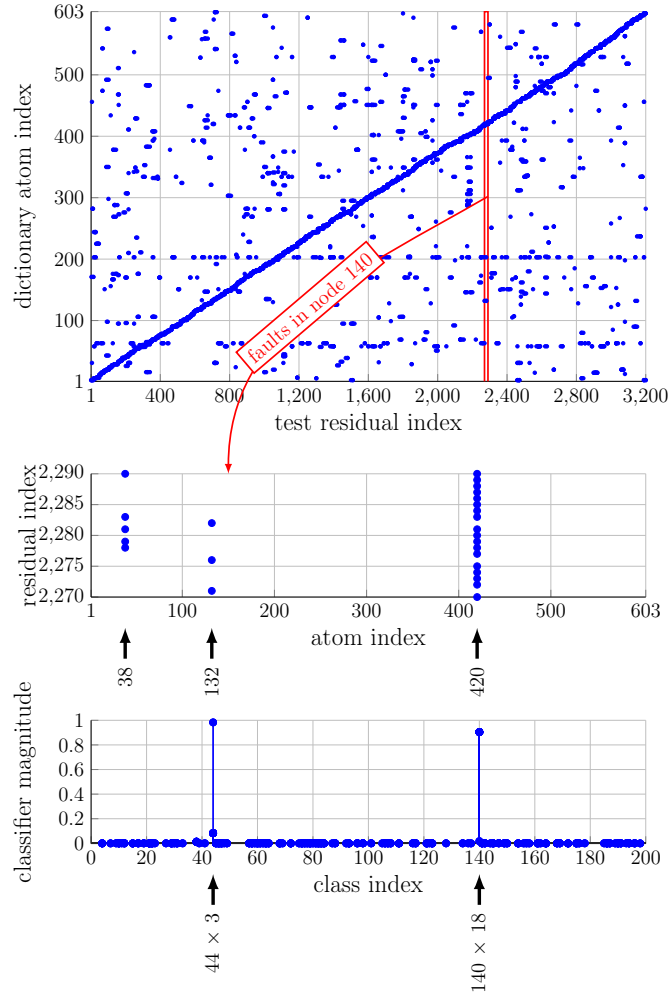 603
500
400
300
200
100
1
dictionary atom index
1 400 800 1,200 1,600 2,000 2,400 2,800 3,200
test residual index
faults in node 140
2,290
2,285
2,280
2,275
2,270
residual index
1 100 200 300 400 500 603
atom index
38 132 420
1
0.8
0.6
0.4
0.2
0
classifier magnitude
0 20 40 60 80 100 120 140 160 180 200
class index
44 × 3 140 × 18